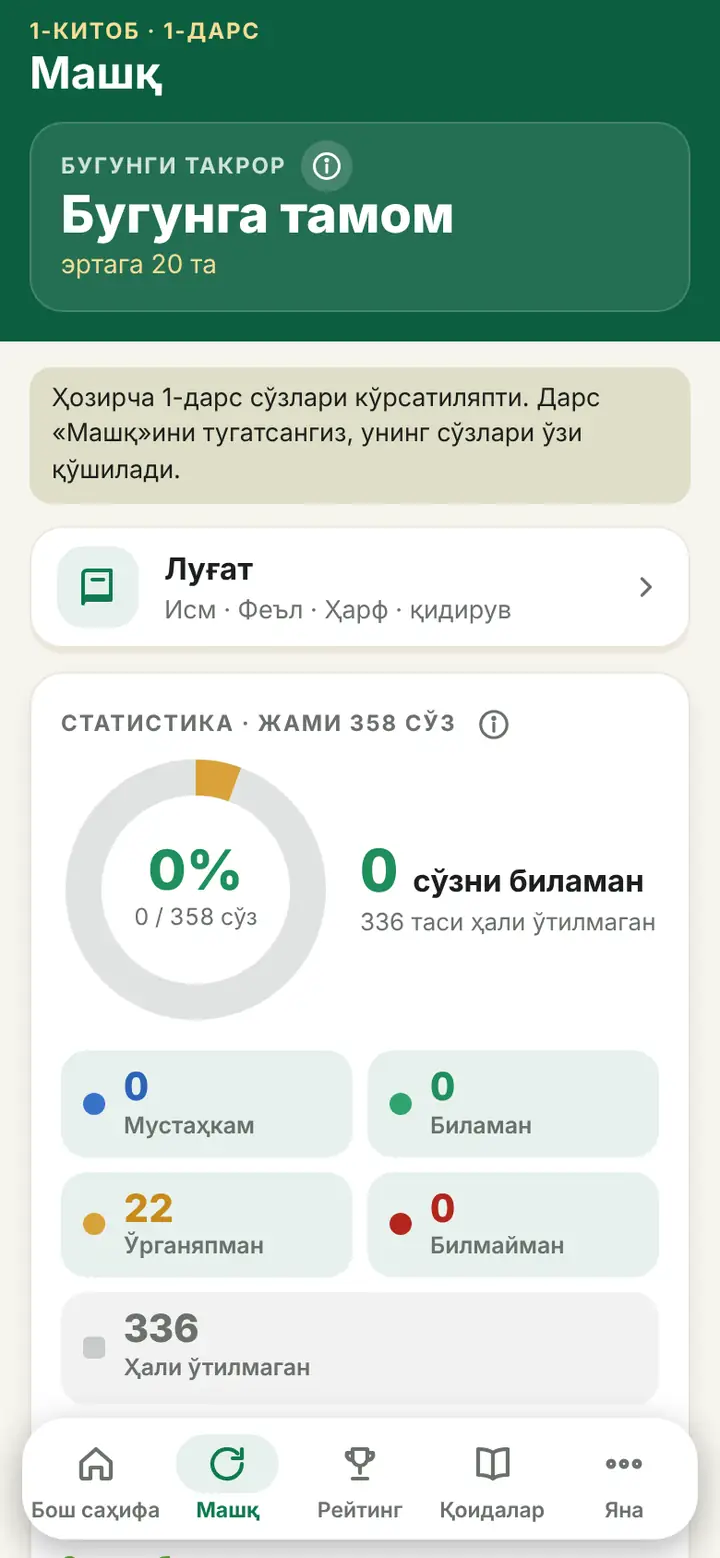 1-КИТОБ · 1-ДАРС
Машқ
БУГУНГИ ТАКРОР
Бугунга тамом
эртага 20 та
Ҳозирча 1-дарс сўзлари кўрсатиляпти. Дарс
«Машқ»ини тугатсангиз, унинг сўзлари ўзи
қўшилади.
Луғат
Исм · Феъл · Ҳарф · қидирув
СТАТИСТИКА · ЖАМИ 358 СЎЗ
0%
0 / 358 сўз
0 сўзни биламан
336 таси ҳали ўтилмаган
0
Мустаҳкам
0
Биламан
22
Ўрганяпман
0
Билмайман
336
Ҳали ўтилмаган
Бош саҳифа
Машқ
Рейтинг
Қоидалар
Яна